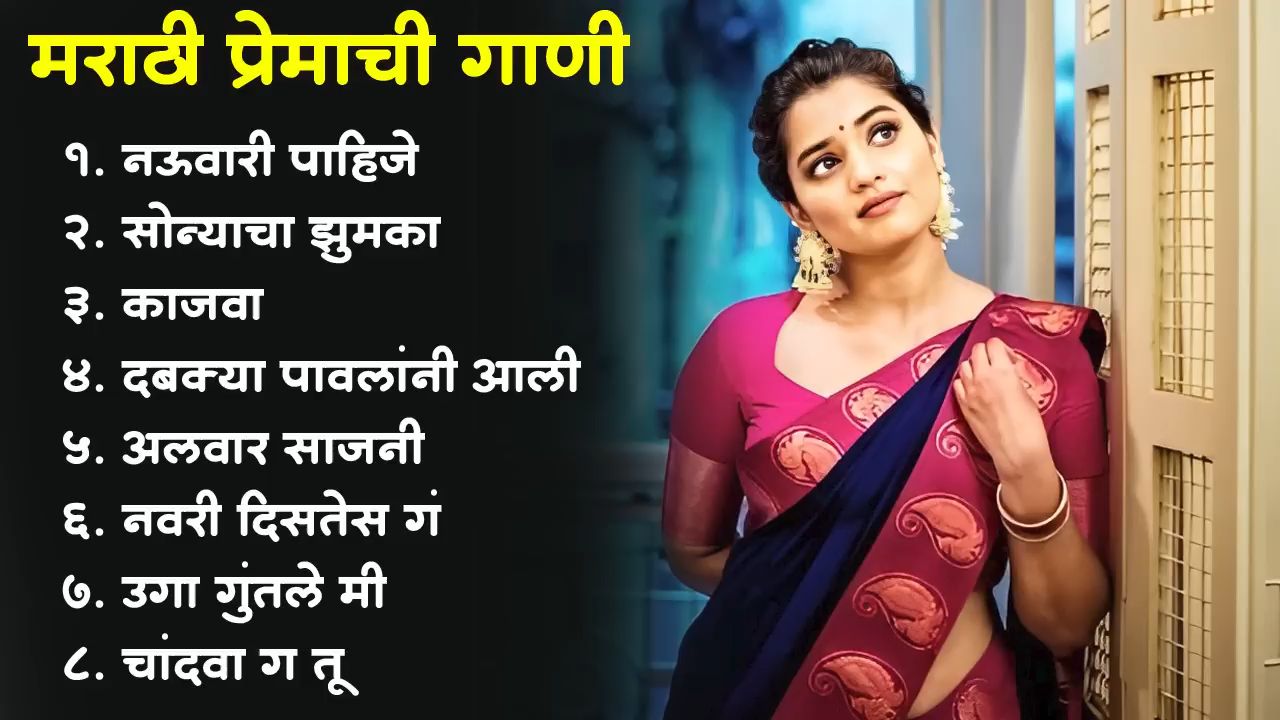 मराठी प्रेमाची गाणी
१. नऊवारी पाहिजे
२. सोन्याचा झुमका
३. काजवा
४. दबक्या पावलांनी आली
५. अलवार साजनी
६. नवरी दिसतेस गं
७. उगा गुंतले मी
८. चांदवा ग तू